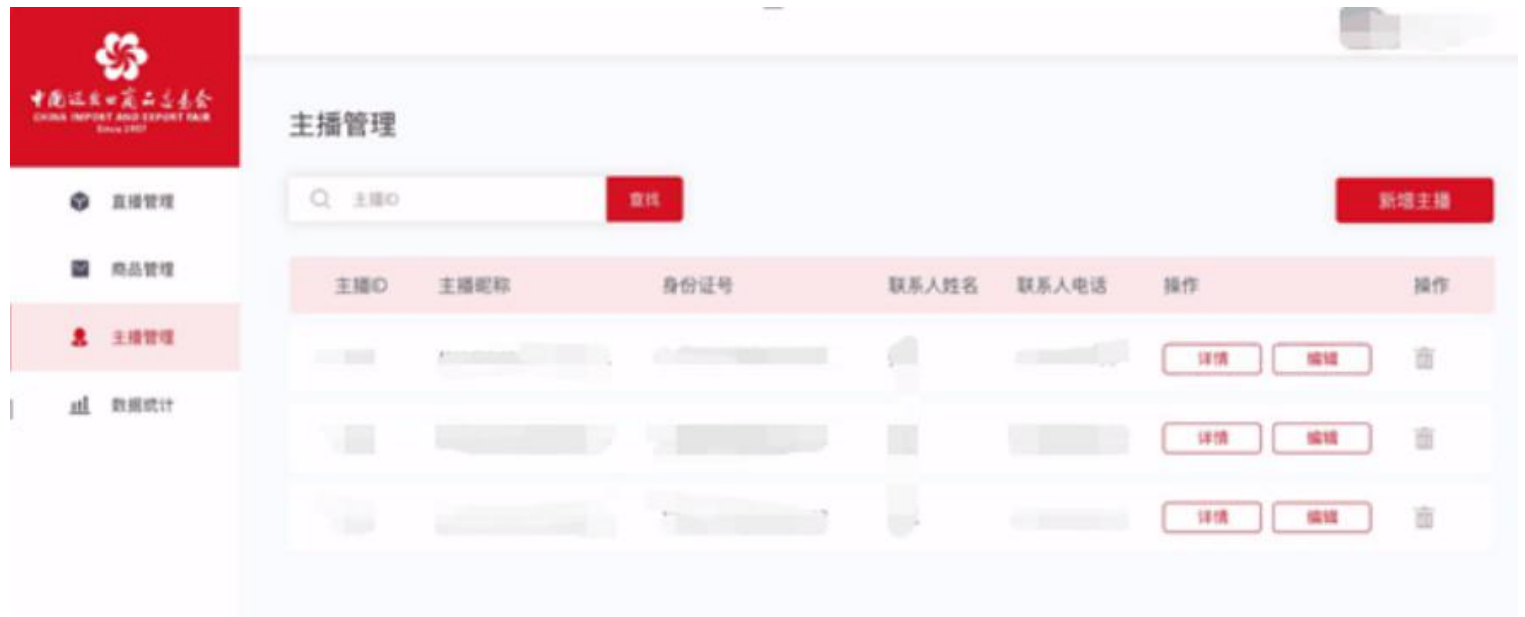 中国进出口商品交易会
CHINA IMPORT AND EXPORT FAIR
Since 1957
直播管理
商品管理
主播管理
数据统计
主播管理
主播ID
查找
新增主播
主播ID 主播昵称 身份证号 联系人姓名 联系人电话 操作 操作
详情 编辑
详情 编辑
详情 编辑